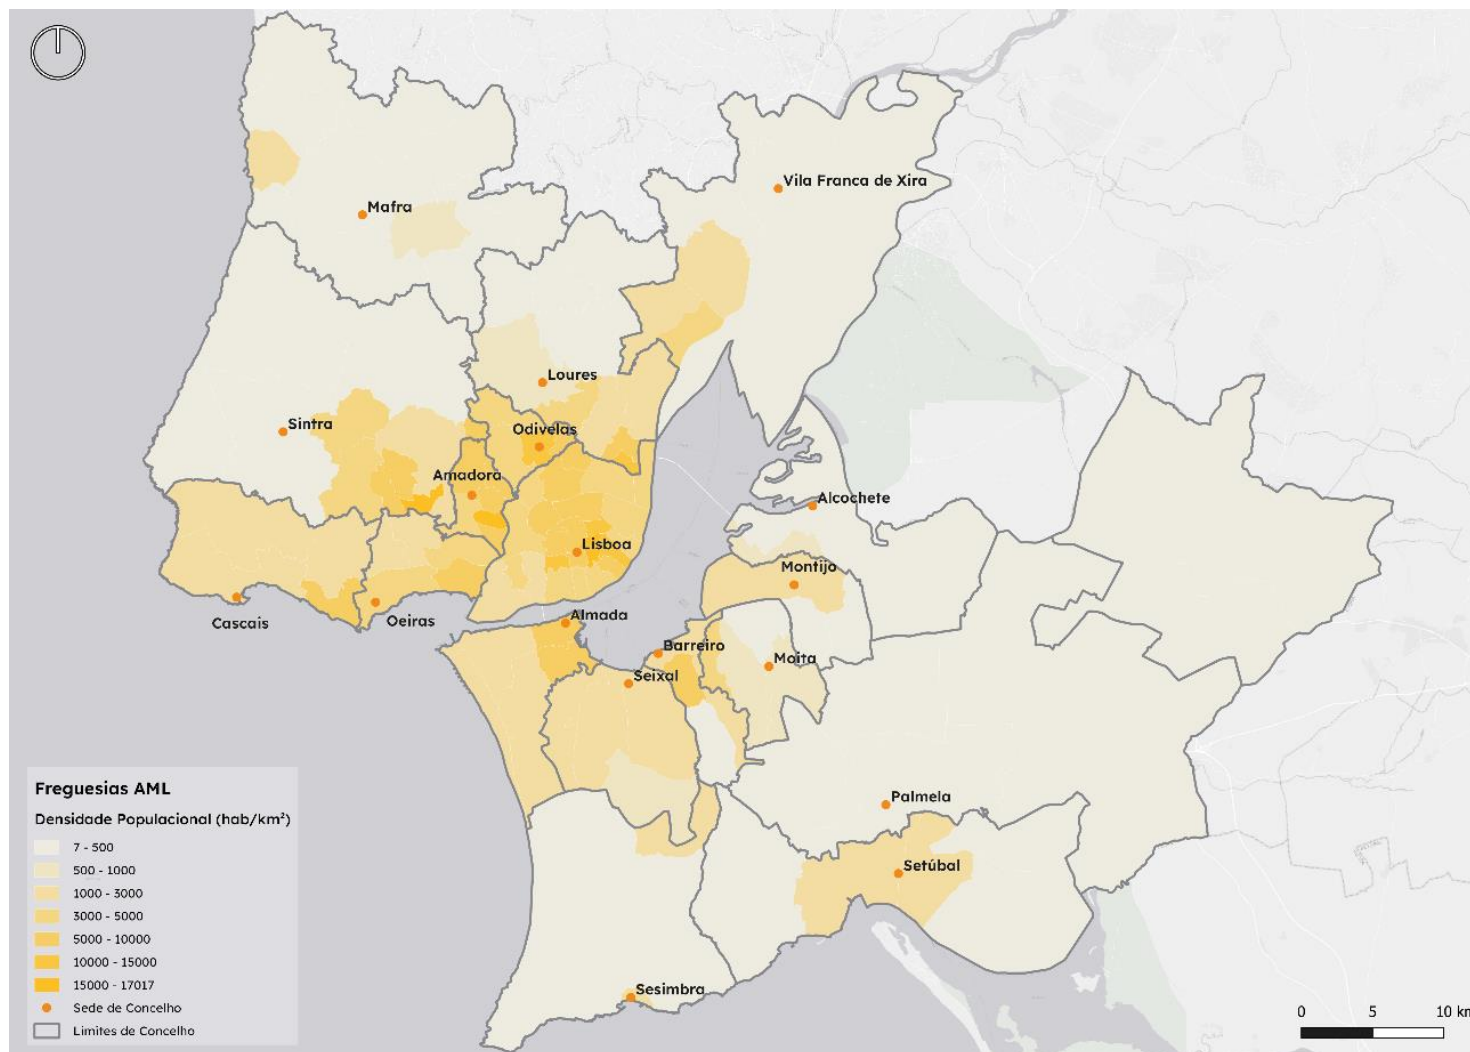 Vila Franca de Xira
Mafra
Loures
Sintra
Odivelas
Amadora
Alcochete
Lisboa
Montijo
Cascais
Oeiras
Almada
Barreiro
Moita
Seixal
Palmela
Setúbal
Sesimbra
Freguesias AML
Densidade Populacional (hab/km²)
7 - 500
500 - 1000
1000 - 3000
3000 - 5000
5000 - 10000
10000 - 15000
15000 - 17017
Sede de Concelho
Limites de Concelho
0 5 10 km